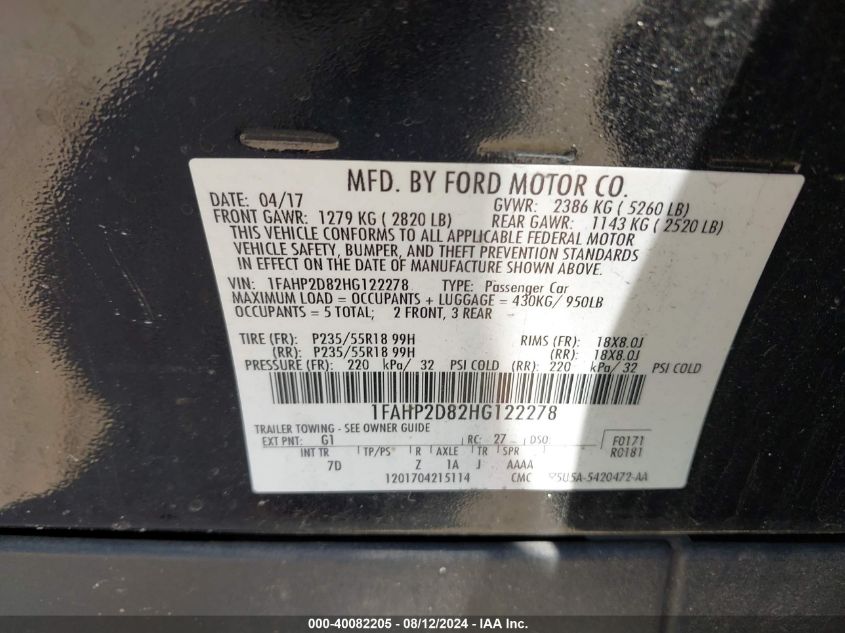 MFD. BY FORD MOTOR CO.
DATE: 04/17 GVWR: 2386 KG ( 5260 LB)
FRONT GAWR: 1279 KG ( 2820 LB) REAR GAWR: 1143 KG ( 2520 LB)
THIS VEHICLE CONFORMS TO ALL APPLICABLE FEDERAL MOTOR
VEHICLE SAFETY, BUMPER, AND THEFT PREVENTION STANDARDS
IN EFFECT ON THE DATE OF MANUFACTURE SHOWN ABOVE.
VIN: 1FAHP2D82HG122278 TYPE: Passenger Car
MAXIMUM LOAD = OCCUPANTS + LUGGAGE = 430KG/ 950LB
OCCUPANTS = 5 TOTAL; 2 FRONT, 3 REAR
TIRE (FR): P235/55R18 99H RIMS (FR): 18X8.0J
(RR): P235/55R18 99H (RR): 18X8.0J
PRESSURE (FR): 220 kPa/ 32 PSI COLD (RR): 220 kPa/ 32 PSI COLD
1FAHP2D82HG122278
TRAILER TOWING - SEE OWNER GUIDE
EXT PNT: G1 RC: 27 DSO: F0171
R0181
INT TR TP/PS R AXLE TR SPR
7D Z 1A J AAAA
1201704215114 CMC 5U5A-5420472-AA
000-40082205 - 08/12/2024 - IAA Inc.